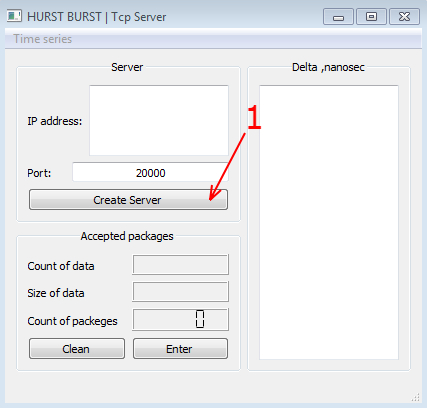 HURST BURST | Tcp Server
Time series
Server
IP address:
Port:
20000
Create Server
1
Accepted packages
Count of data
Size of data
Count of packeges
0
Clean
Enter
Delta ,nanosec